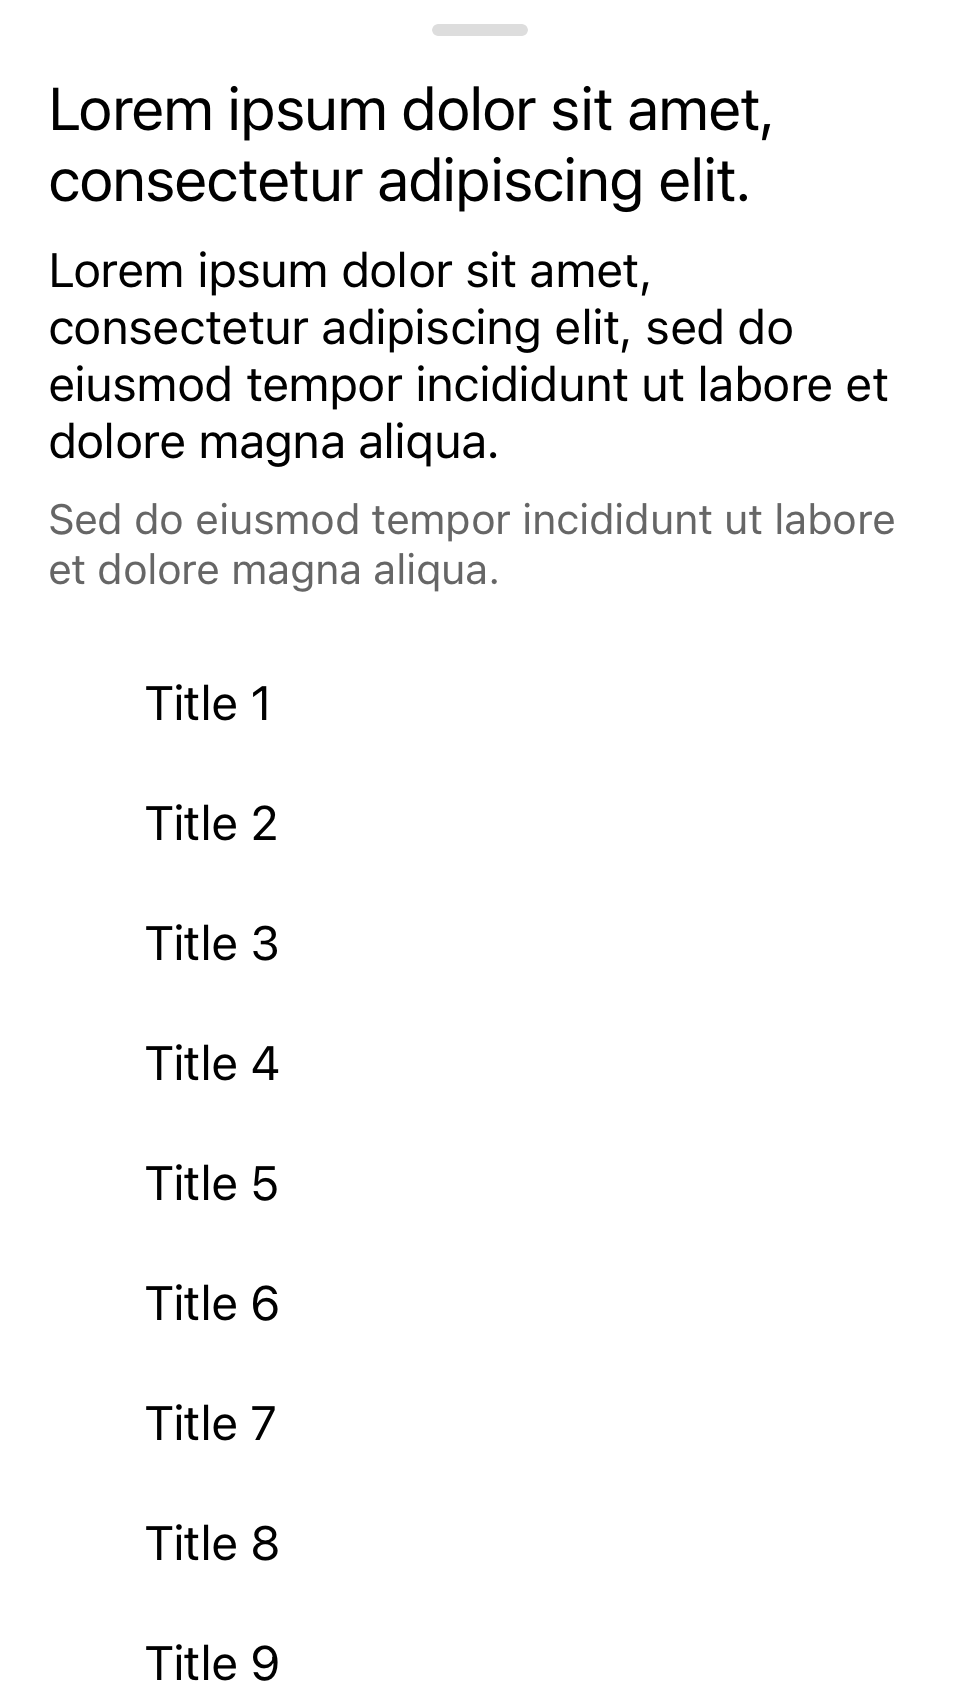 Lorem ipsum dolor sit amet,
consectetur adipiscing elit.
Lorem ipsum dolor sit amet,
consectetur adipiscing elit, sed do
eiusmod tempor incididunt ut labore et
dolore magna aliqua.
Sed do eiusmod tempor incididunt ut labore
et dolore magna aliqua.
Title 1
Title 2
Title 3
Title 4
Title 5
Title 6
Title 7
Title 8
Title 9